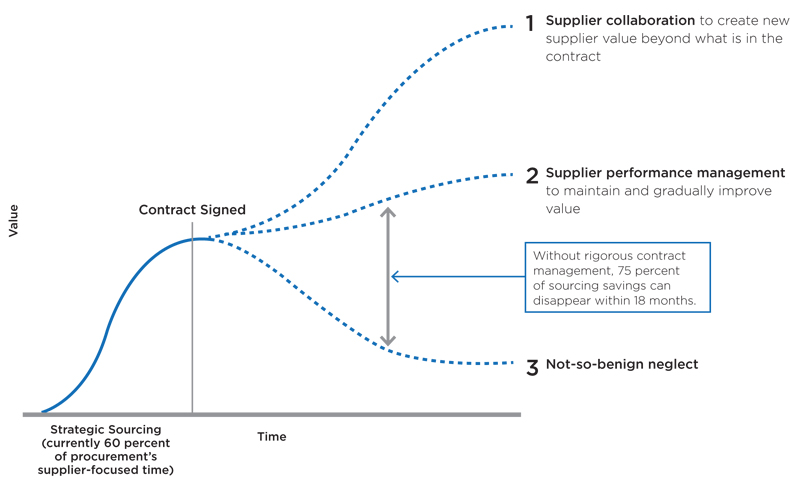 1 Supplier collaboration to create new
supplier value beyond what is in the
contract
2 Supplier performance management
to maintain and gradually improve
value
Contract Signed
Value
Without rigorous contract
management, 75 percent
of sourcing savings can
disappear within 18 months.
3 Not-so-benign neglect
Strategic Sourcing
(currently 60 percent
of procurement's
supplier-focused time)
Time